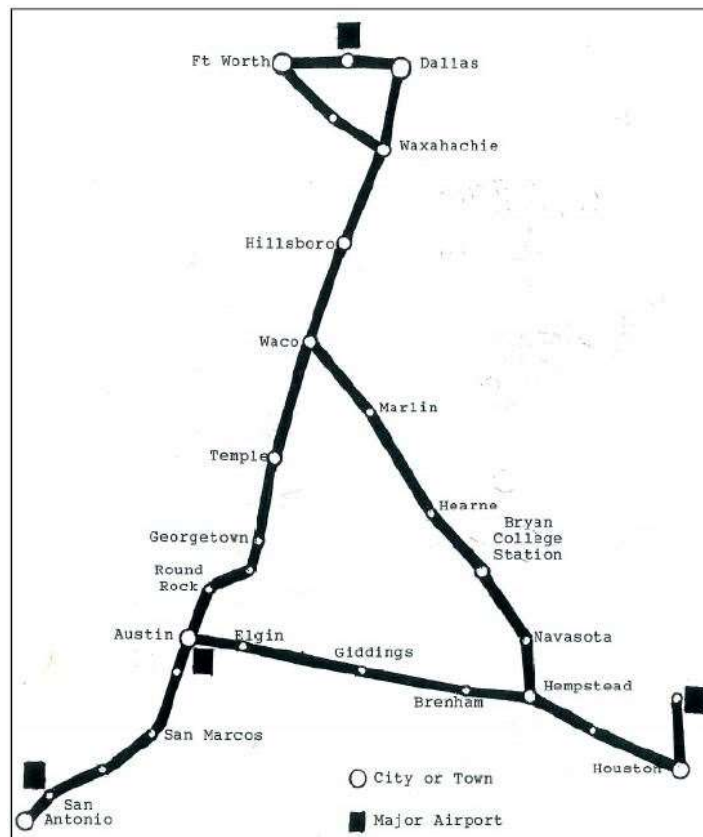 Ft Worth
Dallas
Waxahachie
Hillsboro
Waco
Marlin
Temple
Hearne
Bryan
College
Station
Georgetown
Round
Rock
Austin
Elgin
Giddings
Navasota
Brenham
Hempstead
San Marcos
Houston
San
Antonio
City or Town
Major Airport